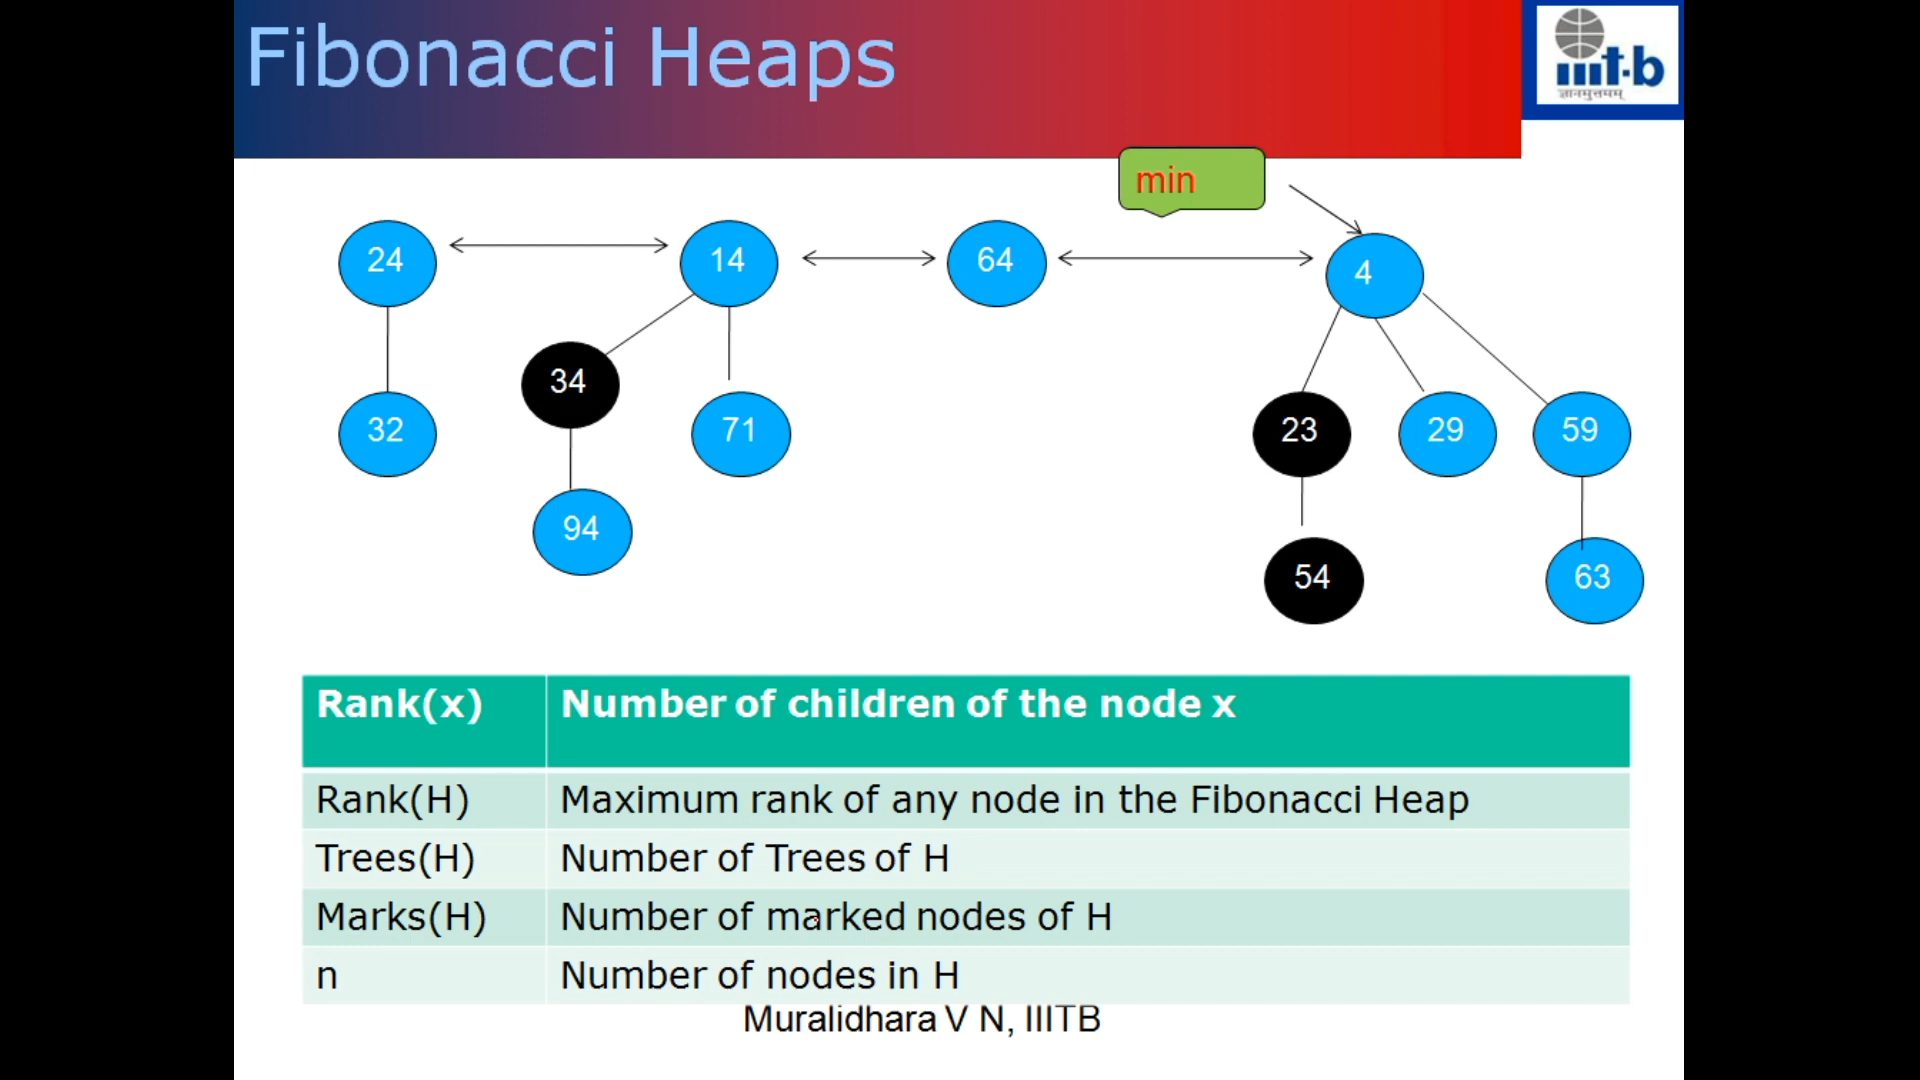 Fibonacci Heaps
iiit-b
ज्ञानमुत्तमम्
min
24
14
64
4
34
32
71
23
29
59
94
54
63
Rank(x) Number of children of the node x
Rank(H) Maximum rank of any node in the Fibonacci Heap
Trees(H) Number of Trees of H
Marks(H) Number of marked nodes of H
n Number of nodes in H
Muralidhara V N, IIITB